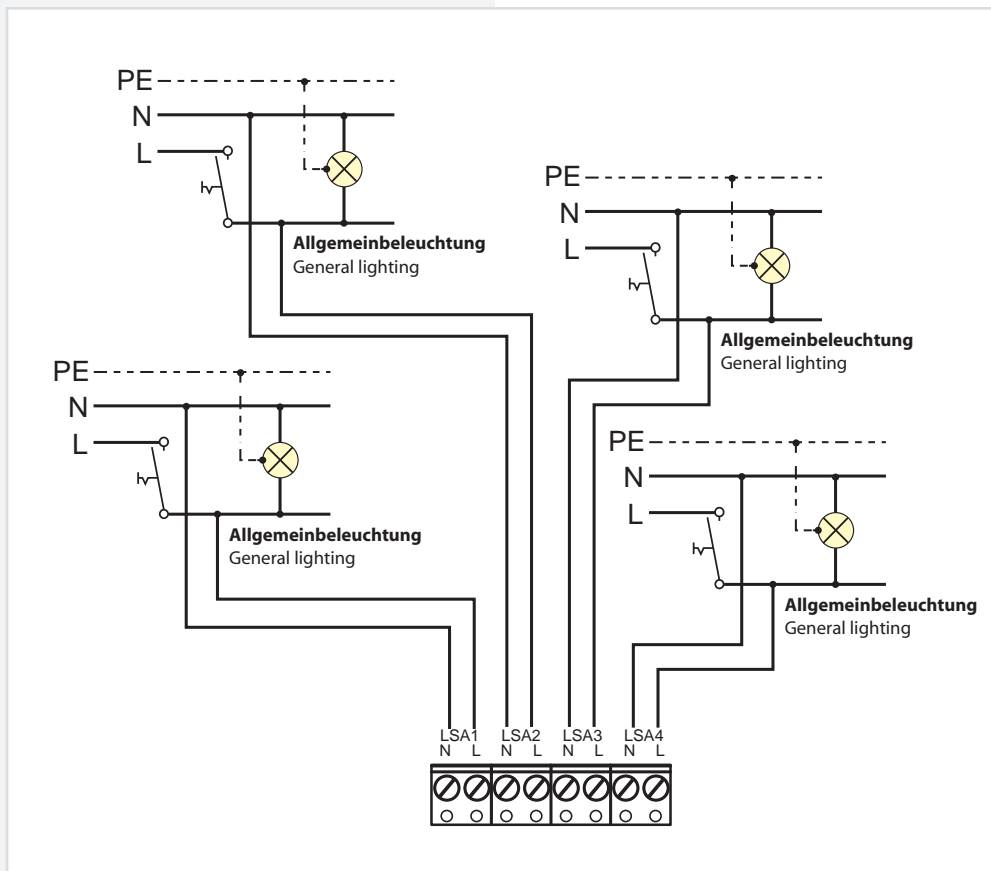 PE
N
L
Allgemeinbeleuchtung
General lighting
PE
N
L
Allgemeinbeleuchtung
General lighting
PE
N
L
Allgemeinbeleuchtung
General lighting
PE
N
L
Allgemeinbeleuchtung
General lighting
LSA1 LSA2 LSA3 LSA4
N L N L N L N L